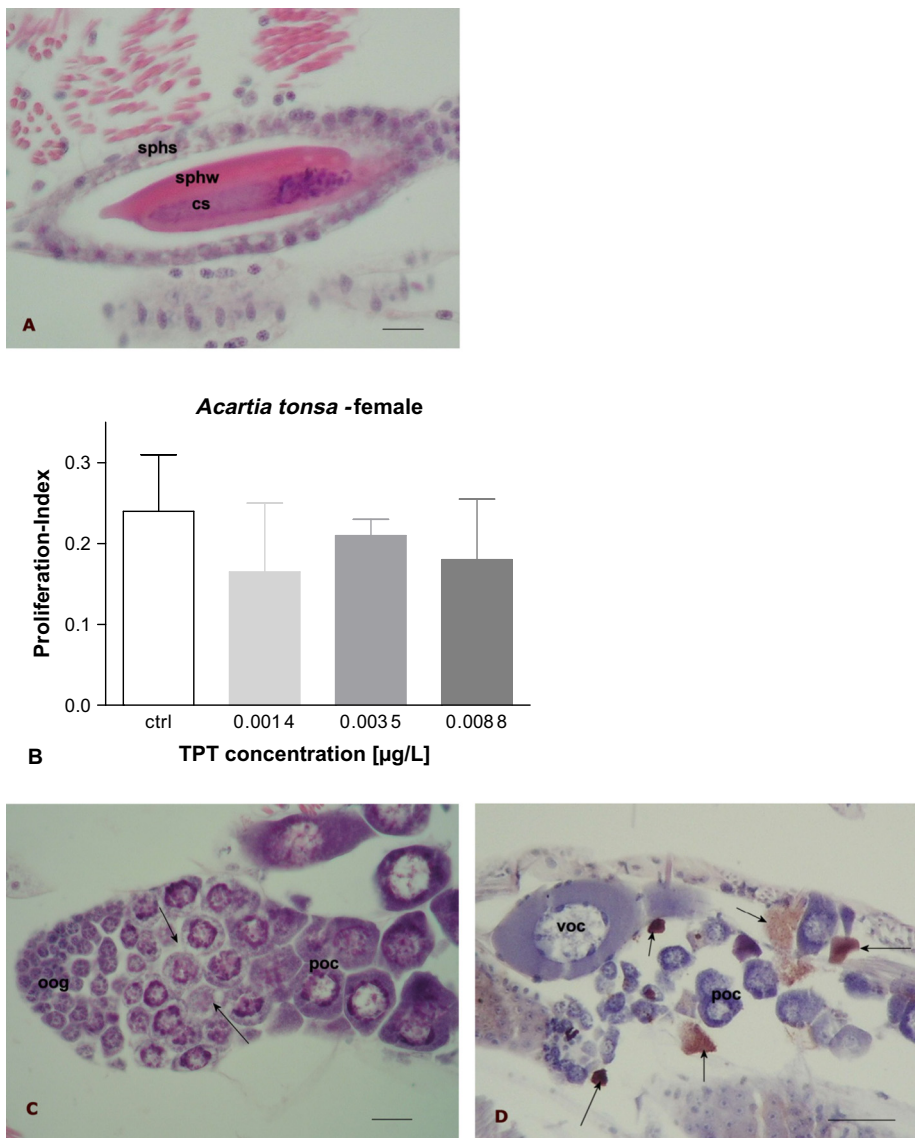 sphs
sphw
cs
A
Acartia tonsa - female
Proliferation-Index
0.3
0.2
0.1
0.0
ctrl 0.0014 0.0035 0.0088
TPT concentration [µg/L]
B
oog
poc
C
voc
poc
D